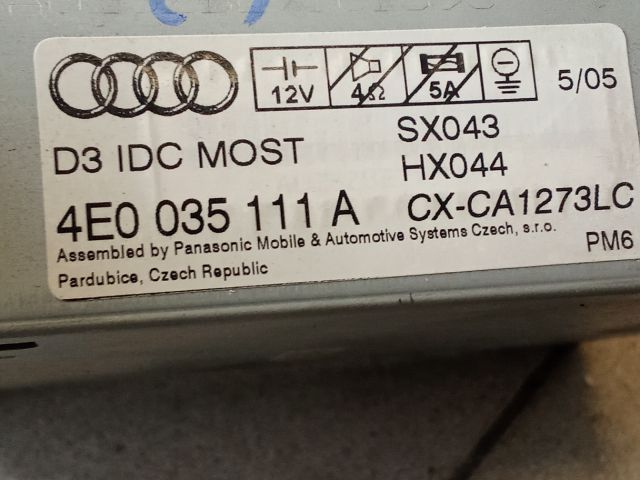 12V 4Ω 5A 5/05
D3 IDC MOST SX043
HX044
4E0 035 111 A CX-CA1273LC
Assembled by Panasonic Mobile & Automotive Systems Czech, s.r.o.
Pardubice, Czech Republic PM6